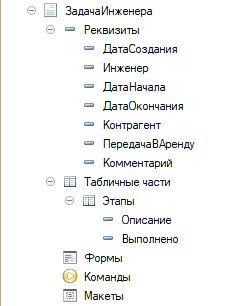 ЗадачаИнженера
Реквизиты
ДатаСоздания
Инженер
ДатаНачала
ДатаОкончания
Контрагент
ПередачаВАренду
Комментарий
Табличные части
Этапы
Описание
Выполнено
Формы
Команды
Макеты